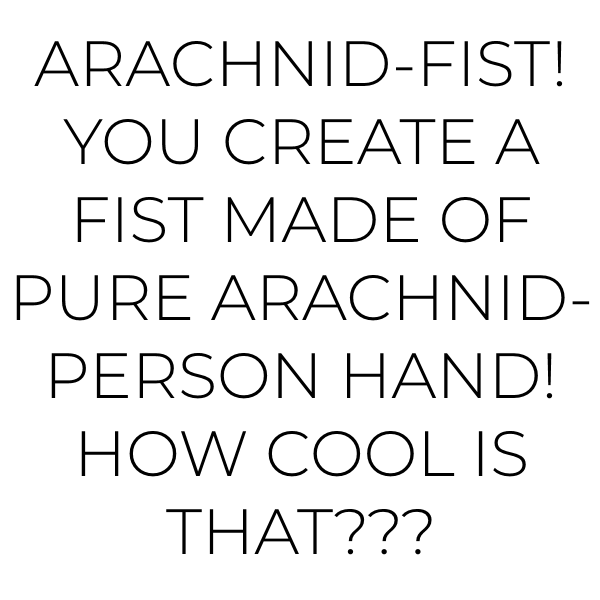 ARACHNID-FIST!
YOU CREATE A
FIST MADE OF
PURE ARACHNID-
PERSON HAND!
HOW COOL IS
THAT???